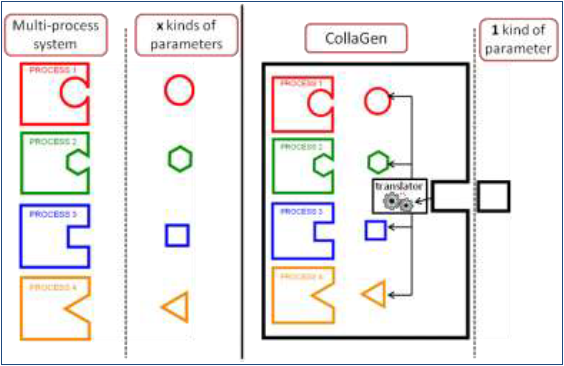 Multi-process
system
x kinds of
parameters
CollaGen
1 kind of
parameter
PROCESS 1
PROCESS 2
PROCESS 3
PROCESS 4
PROCESS 1
PROCESS 2
translator
PROCESS 3
PROCESS 4